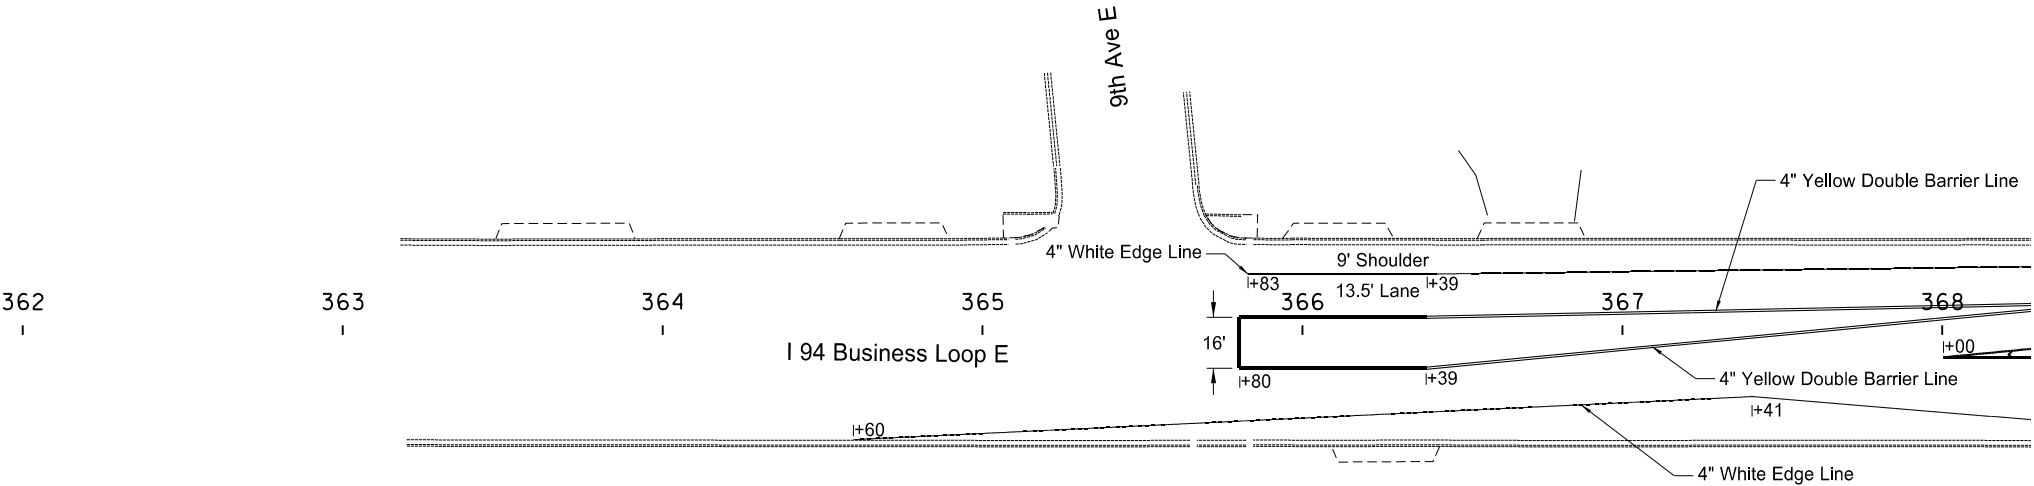 9th Ave E
4" Yellow Double Barrier Line
4" White Edge Line
9' Shoulder
+83
13.5' Lane
+39
362
363
364
365
366
367
368
16'
I 94 Business Loop E
+00
+80
+39
4" Yellow Double Barrier Line
+41
+60
4" White Edge Line